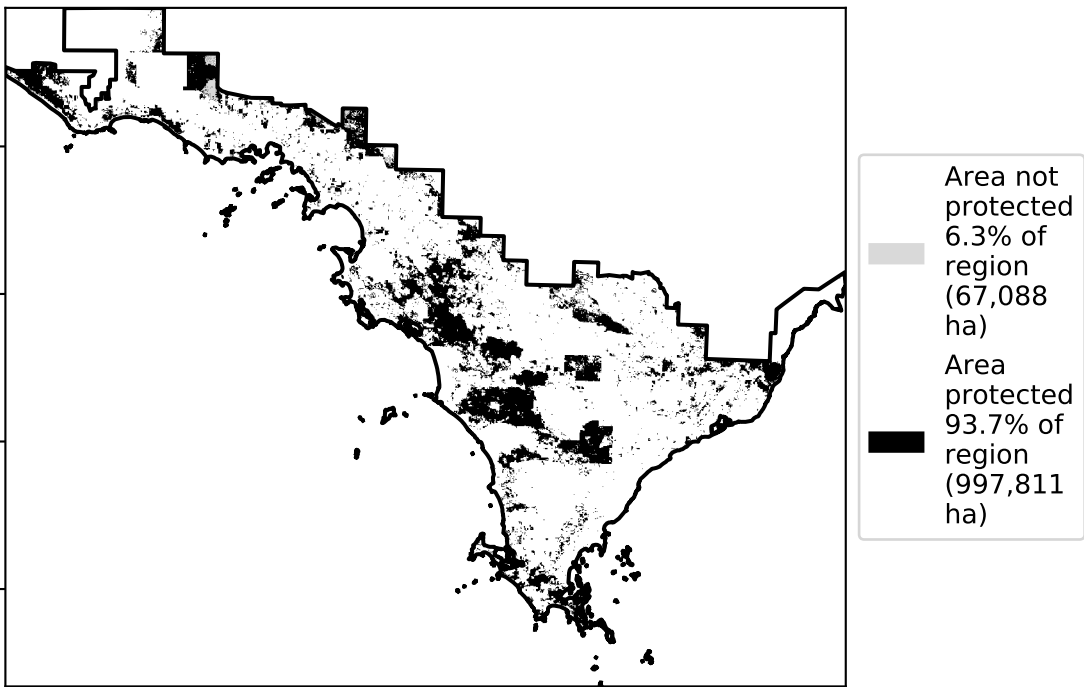 Area not
protected
6.3% of
region
(67,088
ha)
Area
protected
93.7% of
region
(997,811
ha)